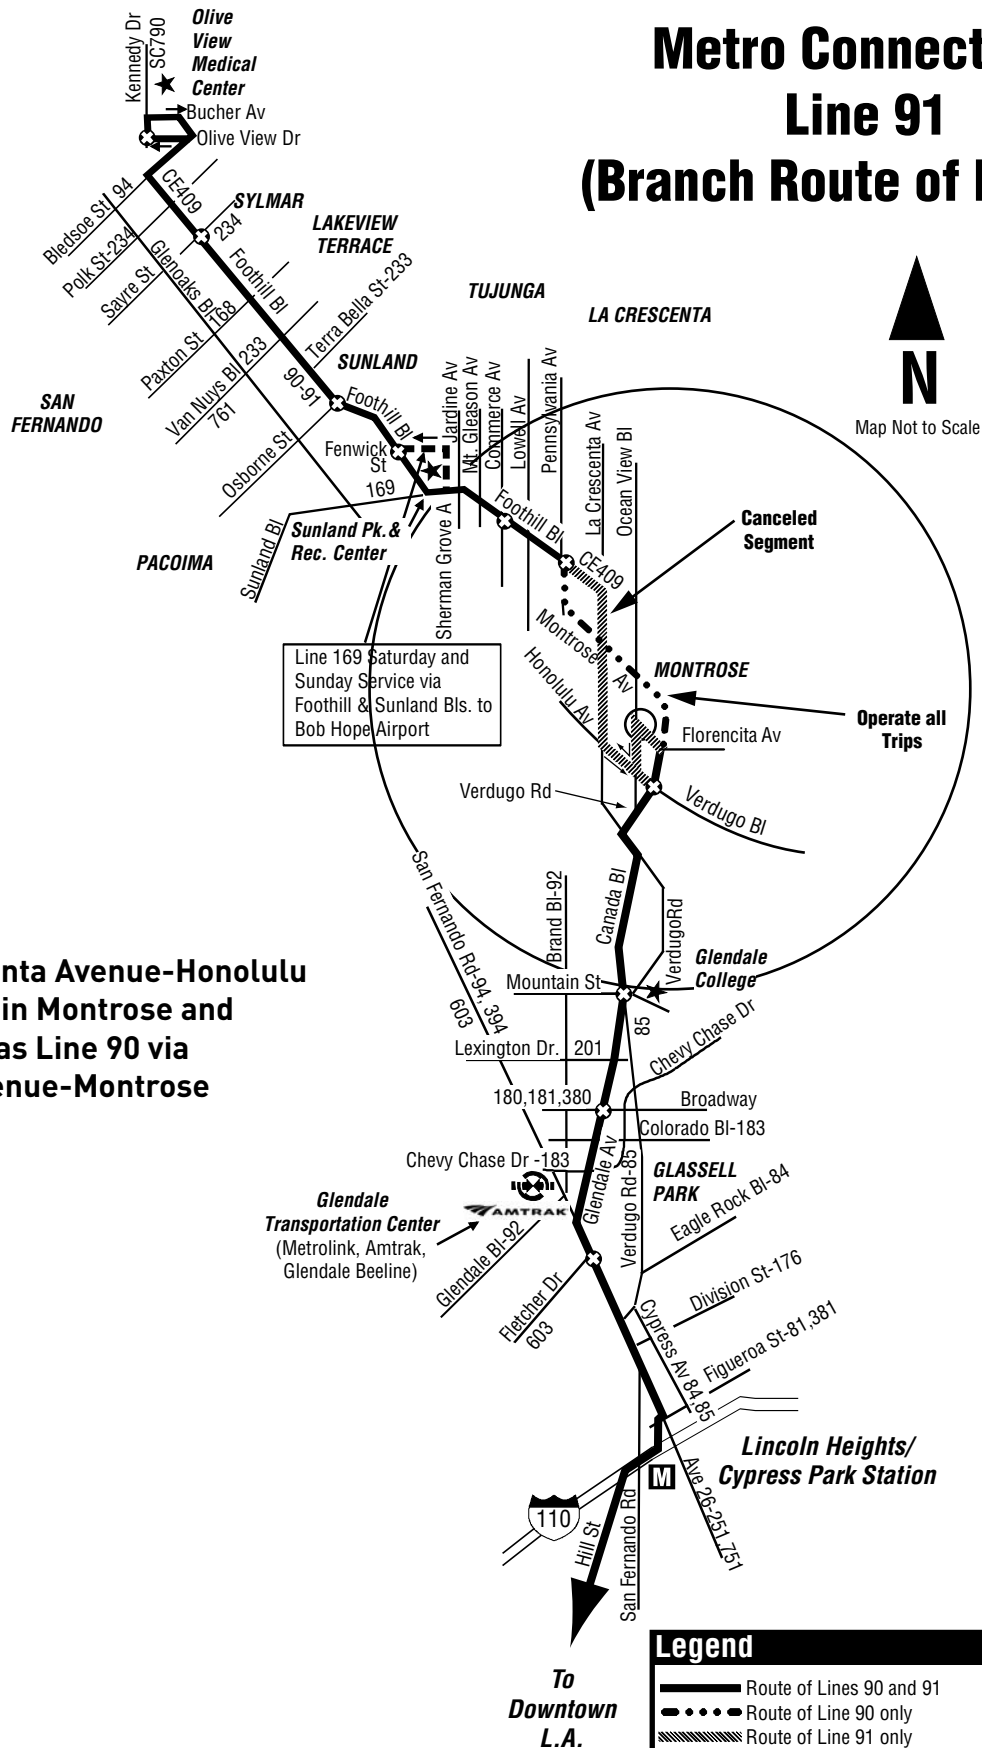 Metro Connect
Line 91
(Branch Route of
Olive
View
Medical
Center
Kennedy Dr
SC790
Bucher Av
Olive View Dr
Bledsoe St 94
CE409
SYLMAR
234
LAKEVIEW
TERRACE
Polk St-234
Glenoaks Bl
Foothill Bl
Sayre St
168
Terra Bella St-233
Paxton St
TUJUNGA
LA CRESCENTA
N
Map Not to Scale
SAN
FERNANDO
Van Nuys Bl 233
761
90-91
SUNLAND
Foothill Bl
Jardine Av
Mt. Gleason Av
Commerce Av
Lowell Av
Pennsylvania Av
La Crescenta Av
Ocean View Bl
Osborne St
Fenwick
St
169
Sunland Pk.&
Rec. Center
PACOIMA
Sunland Bl
Sherman Grove A
Foothill Bl
CE409
Canceled
Segment
Montrose
Av
Honolulu Av
MONTROSE
Line 169 Saturday and
Sunday Service via
Foothill & Sunland Bls. to
Bob Hope Airport
Operate all
Trips
Florencita Av
Verdugo Rd
Verdugo Bl
San Fernando Rd-94, 394
603
Brand Bl-92
Canada Bl
VerdugoRd
Glendale
College
nta Avenue-Honolulu
in Montrose and
as Line 90 via
enue-Montrose
Mountain St
85
Lexington Dr. 201
Chevy Chase Dr
180,181,380
Broadway
Colorado Bl-183
Chevy Chase Dr -183
Glendale Av
Verdugo Rd-85
GLASSELL
PARK
AMTRAK
Glendale
Transportation Center
(Metrolink, Amtrak,
Glendale Beeline)
Glendale Bl-92
Eagle Rock Bl-84
Fletcher Dr
603
Division St-176
Cypress Av 84,85
Figueroa St-81,381
Lincoln Heights/
Cypress Park Station
M
Ave 26-251,751
110
Hill St
San Fernando Rd
To
Downtown
L.A.
Legend
Route of Lines 90 and 91
Route of Line 90 only
Route of Line 91 only